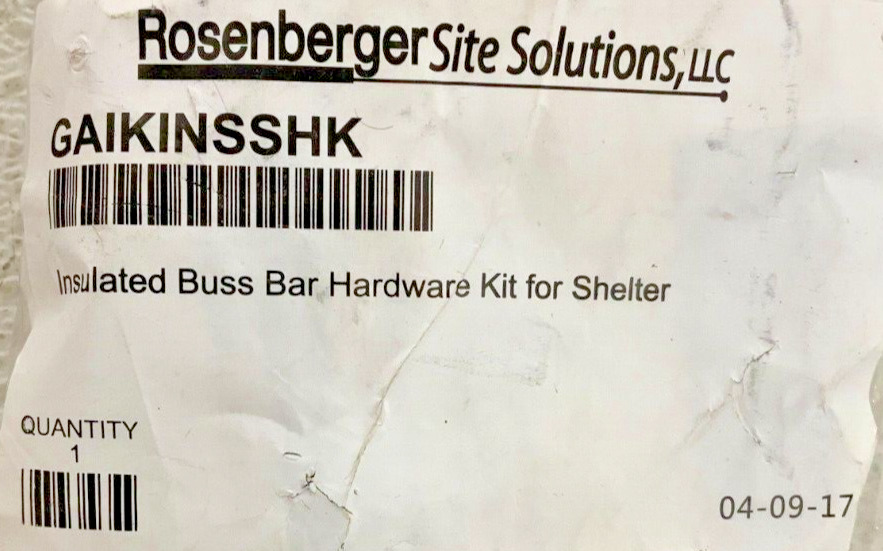 Rosenberger Site Solutions, LLC
GAIKINSSHK
Insulated Buss Bar Hardware Kit for Shelter
QUANTITY
1
04-09-17